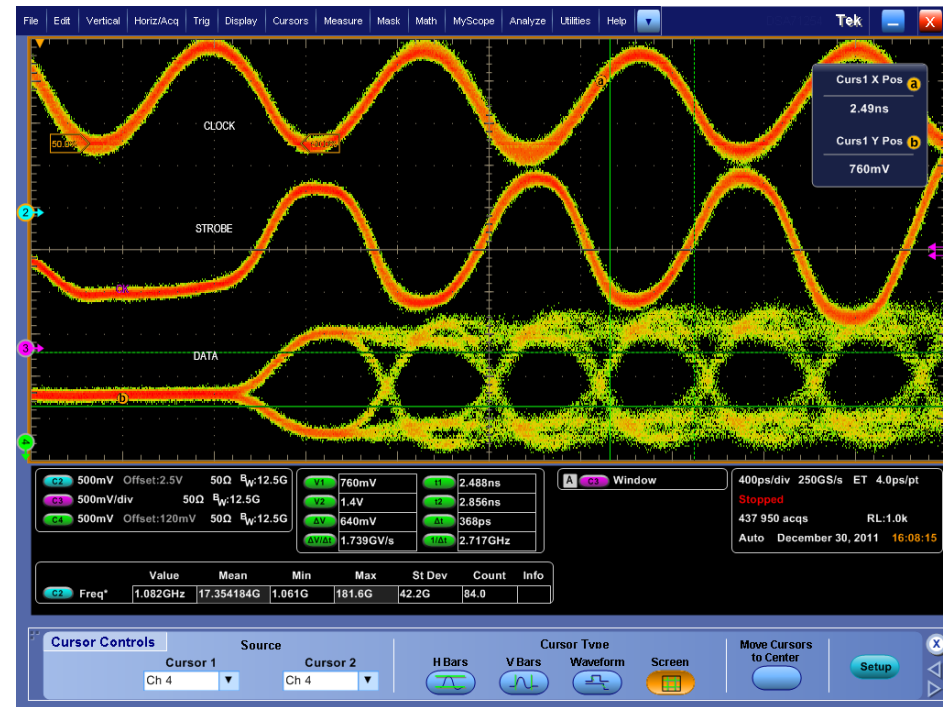 File Edit Vertical Horiz/Acq Trig Display Cursors Measure Mask Math MyScope Analyze Utilities Help Tek X
Curs1 X Pos a
2.49ns
Curs1 Y Pos b
760mV
a
CLOCK
2
STROBE
3
DATA
b
4
C2 500mV Offset:2.5V 50Ω BW:12.5G
C3 500mV/div 50Ω BW:12.5G
C4 500mV Offset:120mV 50Ω BW:12.5G
V1 760mV t1 2.488ns
V2 1.4V t2 2.856ns
ΔV 640mV Δt 368ps
ΔV/Δt 1.739GV/s 1/Δt 2.717GHz
A C3 Window
400ps/div 250GS/s ET 4.0ps/pt
Stopped
437 950 acqs RL:1.0k
Auto December 30, 2011 16:08:15
Value Mean Min Max St Dev Count Info
C2 Freq* 1.082GHz 17.354184G 1.061G 181.6G 42.2G 84.0
Cursor Controls
Source
Cursor 1 Cursor 2
Ch 4 Ch 4
Cursor Type
H Bars V Bars Waveform Screen
Move Cursors
to Center
Setup
X